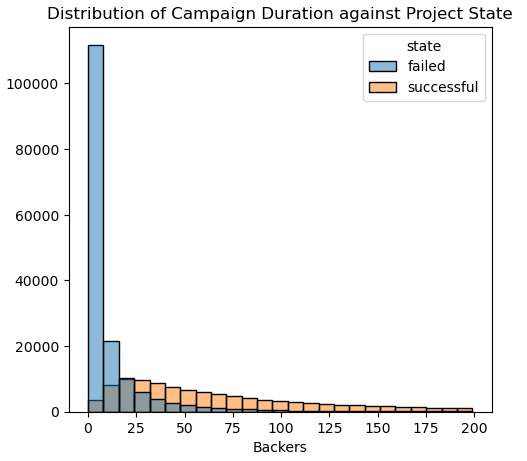 Distribution of Campaign Duration against Project State
state
failed
successful
100000
80000
60000
40000
20000
0
0 25 50 75 100 125 150 175 200
Backers